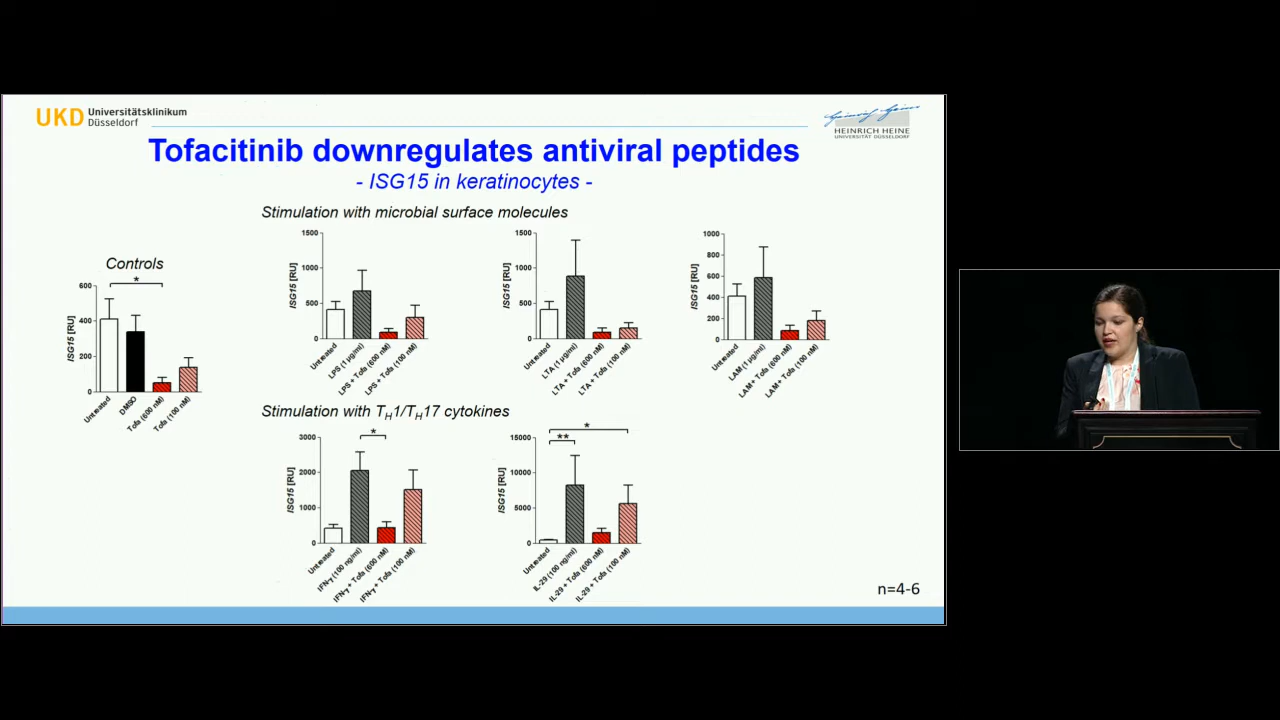 UKD Universitätsklinikum
Düsseldorf
HEINRICH HEINE
UNIVERSITÄT DÜSSELDORF
Tofacitinib downregulates antiviral peptides
- ISG15 in keratinocytes -
Stimulation with microbial surface molecules
Controls
*
ISG15 [RU]
600
400
200
0
Untreated
DMSO
Tofa (600 nM)
Tofa (100 nM)
ISG15 [RU]
1500
1000
500
0
Untreated
LPS (1 µg/ml)
LPS + Tofa (600 nM)
LPS + Tofa (100 nM)
ISG15 [RU]
1500
1000
500
0
Untreated
LTA (1 µg/ml)
LTA + Tofa (600 nM)
LTA + Tofa (100 nM)
ISG15 [RU]
1000
800
600
400
200
0
Untreated
LAM (1 µg/ml)
LAM+ Tofa (600 nM)
LAM+ Tofa (100 nM)
Stimulation with TH1/TH17 cytokines
*
ISG15 [RU]
3000
2000
1000
0
Untreated
IFN-γ (100 ng/ml)
IFN-γ + Tofa (600 nM)
IFN-γ + Tofa (100 nM)
*
**
ISG15 [RU]
15000
10000
5000
0
Untreated
IL-29 (100 ng/ml)
IL-29 + Tofa (600 nM)
IL-29 + Tofa (100 nM)
n=4-6